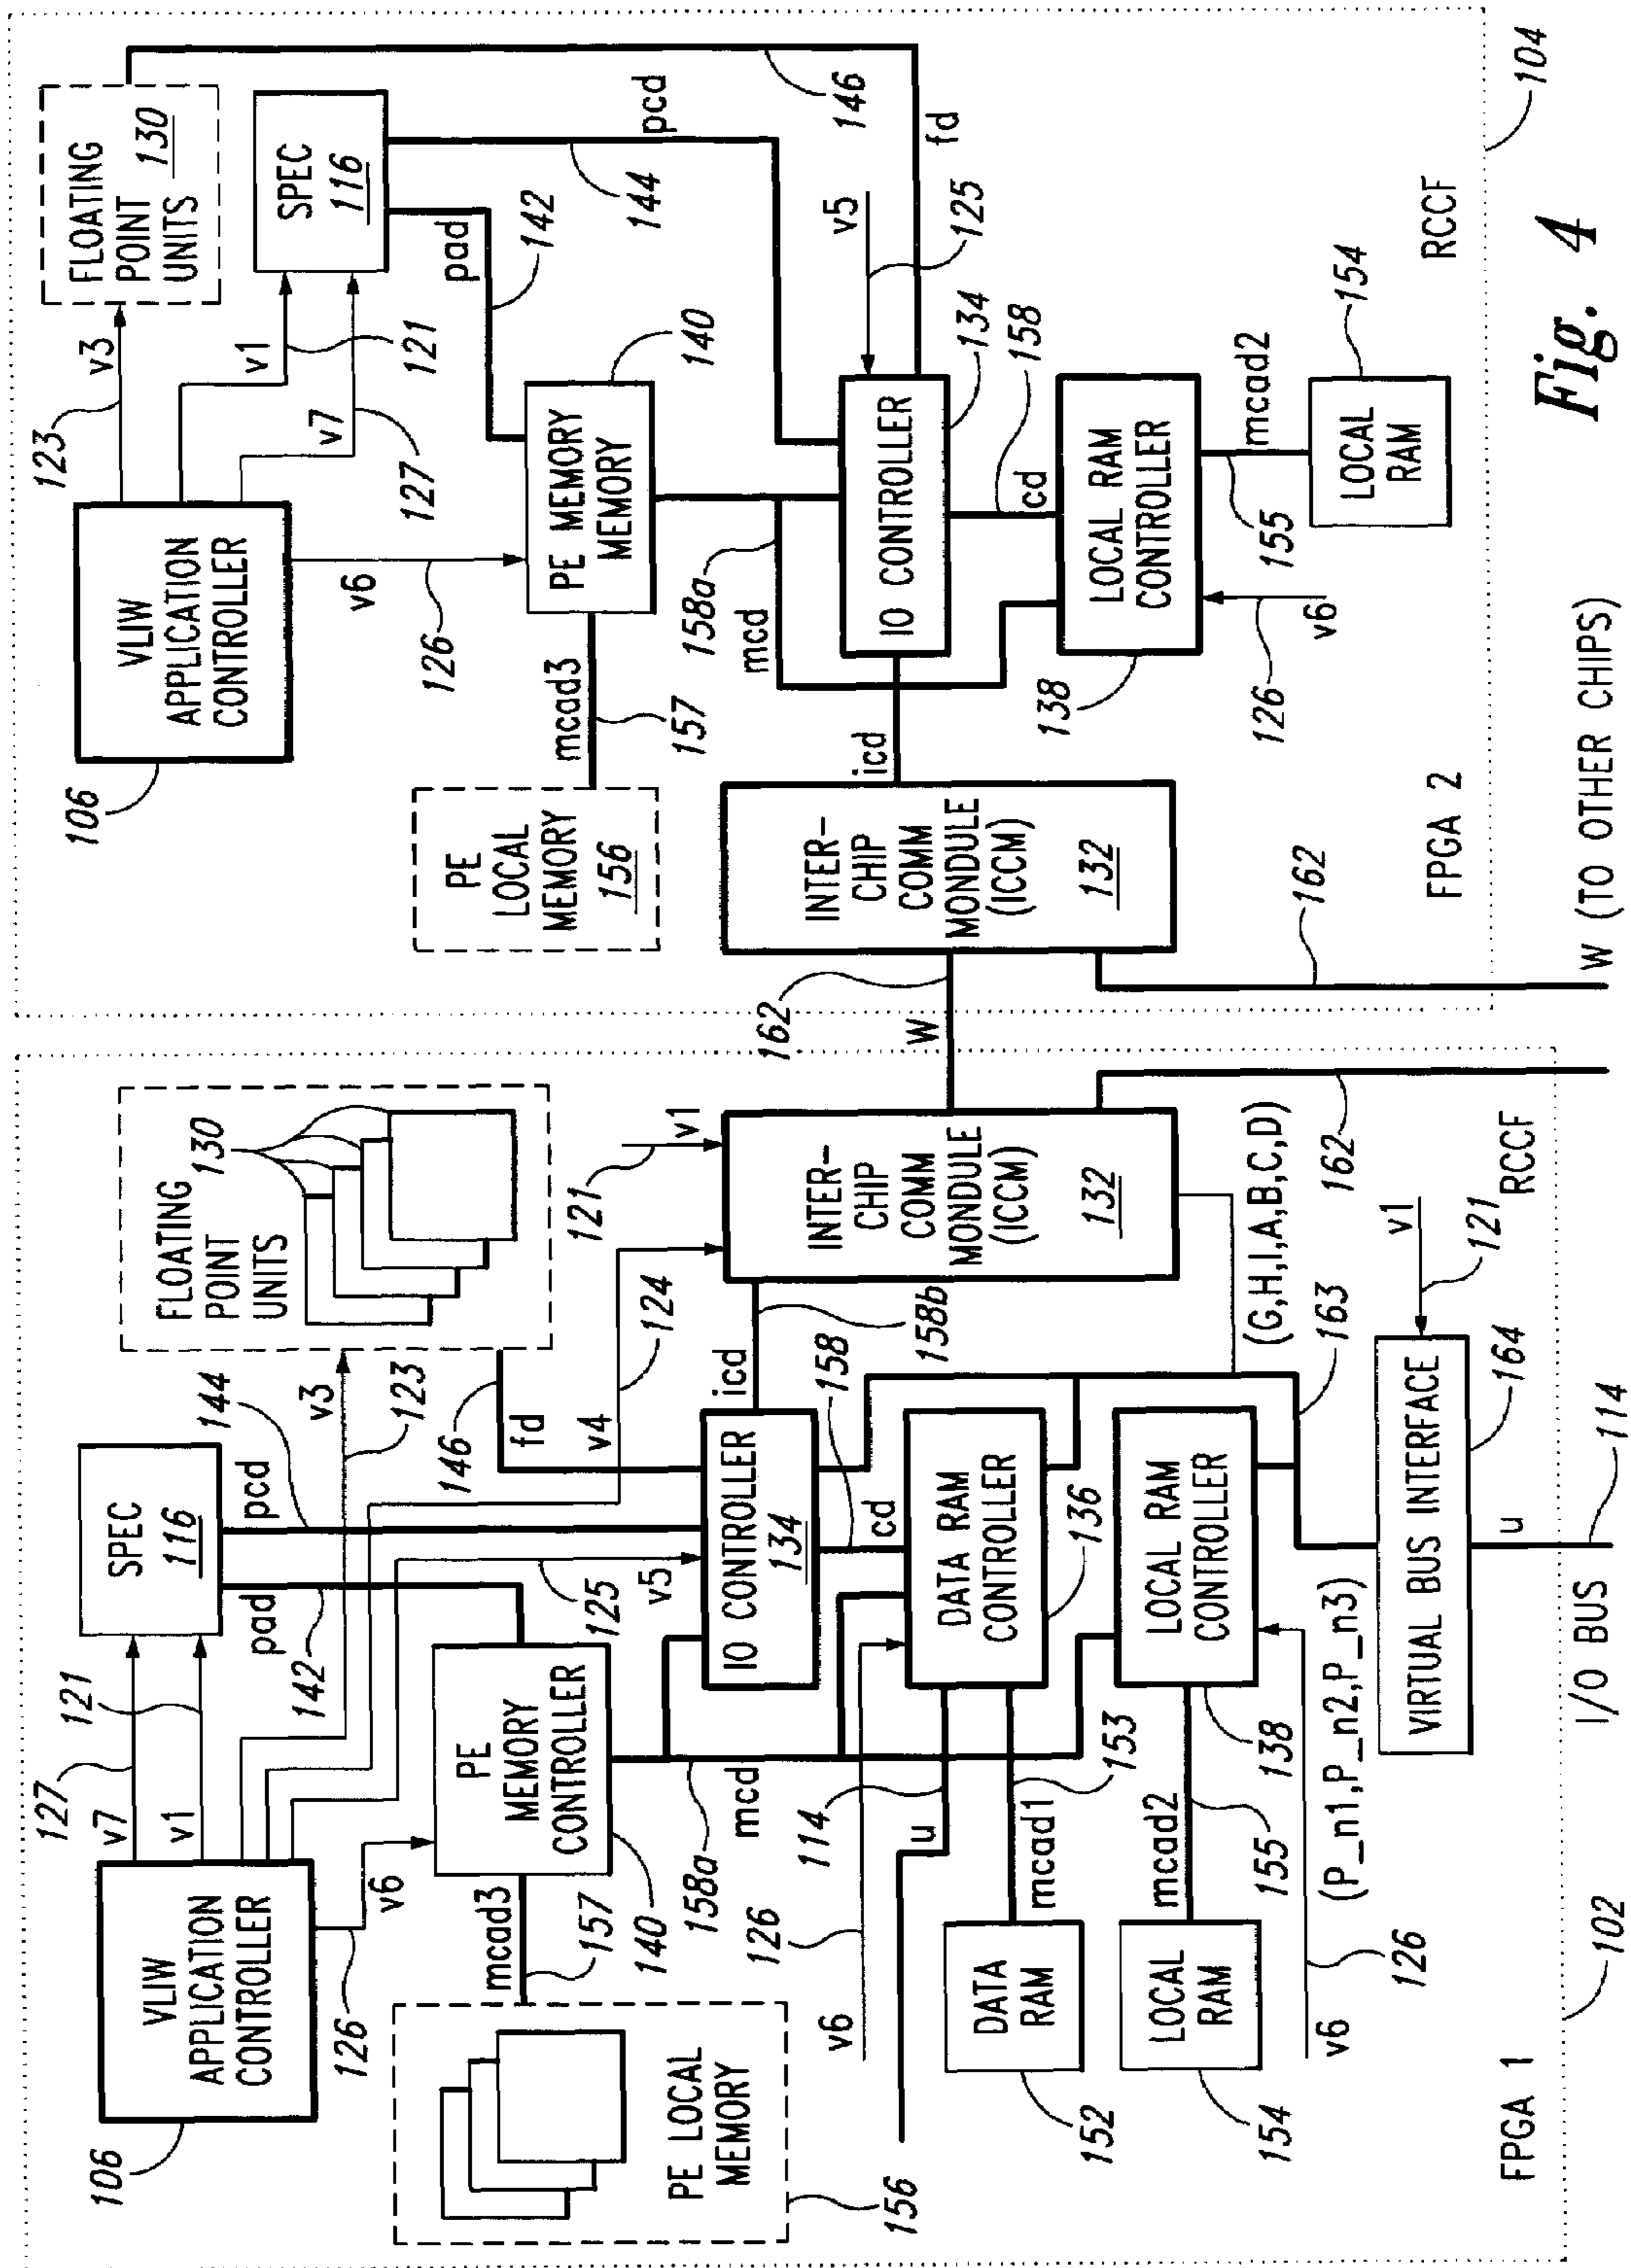 106
VLIW
APPLICATION
CONTROLLER
127
v7
121
v1
126
v6
SPEC
116
pad
142
pcd
144
v3
123
FLOATING
POINT
UNITS
130
146
fd
v4
124
121
v1
125
v5
PE
MEMORY
CONTROLLER
140
mcad3
157
PE LOCAL
MEMORY
156
158a
mcd
IO CONTROLLER
134
icd
158b
INTER-
CHIP
COMM
MONDULE
(ICCM)
132
cd
158
DATA RAM
CONTROLLER
136
126
v6
114
u
mcad1
153
DATA
RAM
152
LOCAL RAM
CONTROLLER
138
mcad2
155
LOCAL
RAM
154
126
v6
(P_n1,P_n2,P_n3)
(G,H,I,A,B,C,D)
163
VIRTUAL BUS INTERFACE
164
v1
121
u
114
I/O BUS
162
RCCF
FPGA 1
102
W
162
106
VLIW
APPLICATION
CONTROLLER
123
v3
v1
121
v7
127
v6
126
FLOATING
POINT
UNITS
130
SPEC
116
pad
142
pcd
144
146
fd
PE MEMORY
MEMORY
140
mcad3
157
PE
LOCAL
MEMORY
156
158a
mcd
v5
125
IO CONTROLLER
134
icd
INTER-
CHIP
COMM
MONDULE
(ICCM)
132
cd
158
LOCAL RAM
CONTROLLER
138
126
v6
mcad2
155
LOCAL
RAM
154
162
W (TO OTHER CHIPS)
FPGA 2
RCCF
104
Fig. 4